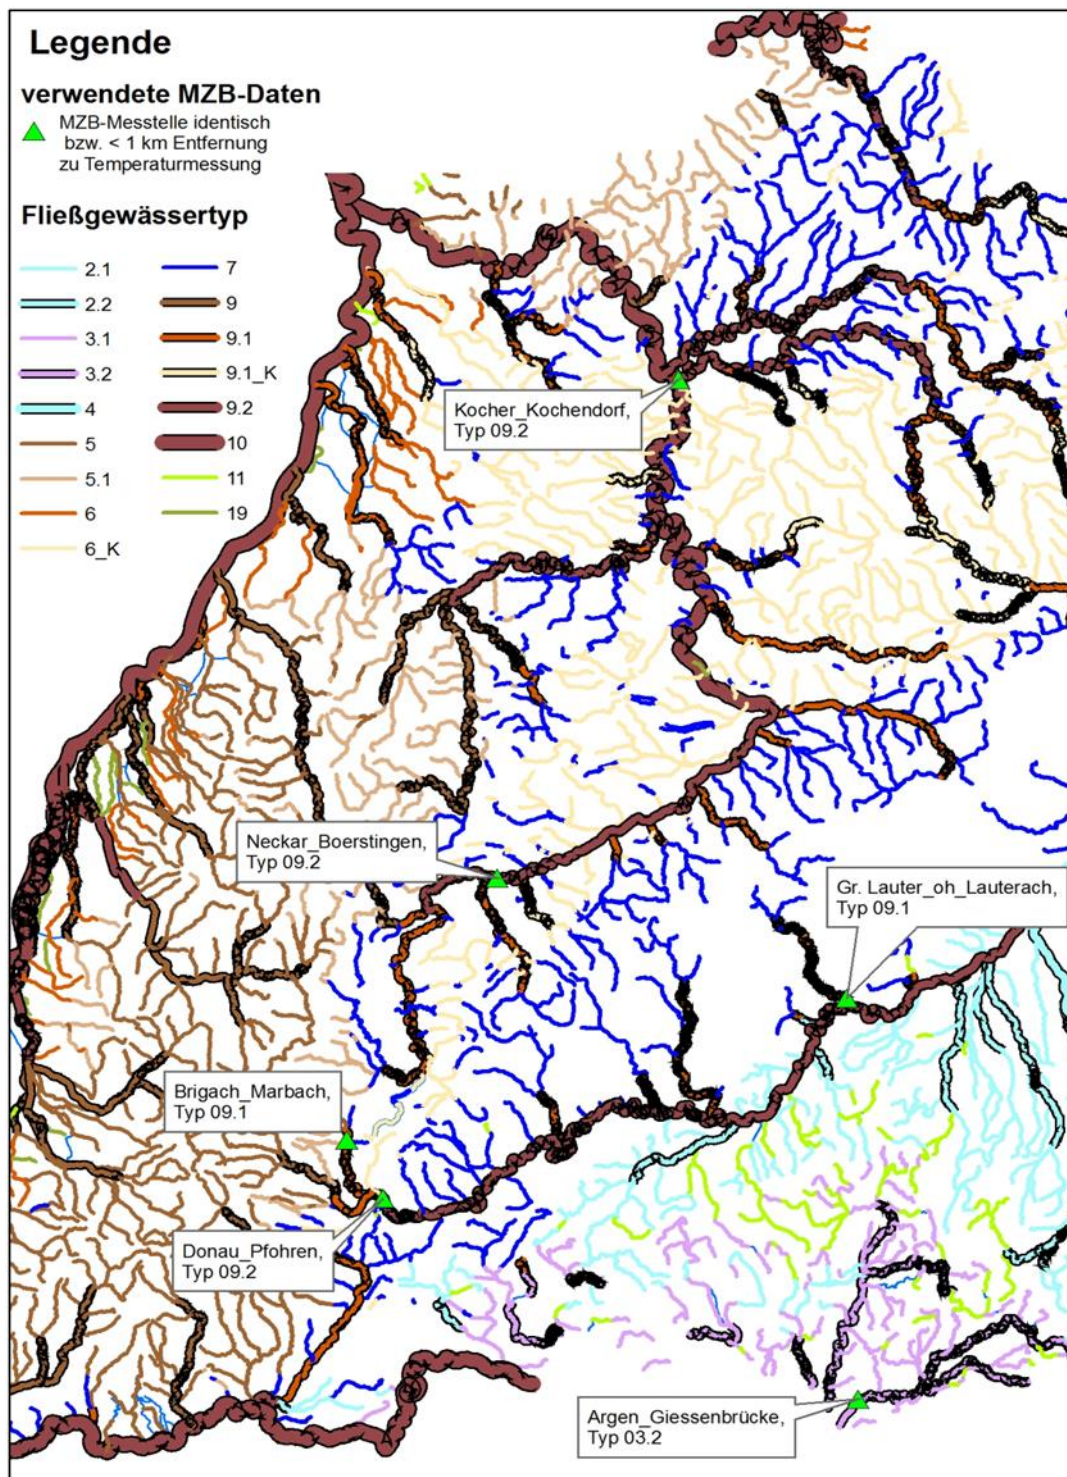 Legende
verwendete MZB-Daten
MZB-Messtelle identisch
bzw. < 1 km Entfernung
zu Temperaturmessung
Fließgewässertyp
2.1
2.2
3.1
3.2
4
5
5.1
6
6_K
7
9
9.1
9.1_K
9.2
10
11
19
Kocher_Kochendorf,
Typ 09.2
Neckar_Boerstingen,
Typ 09.2
Gr. Lauter_oh_Lauterach,
Typ 09.1
Brigach_Marbach,
Typ 09.1
Donau_Pfohren,
Typ 09.2
Argen_Giessenbrücke,
Typ 03.2